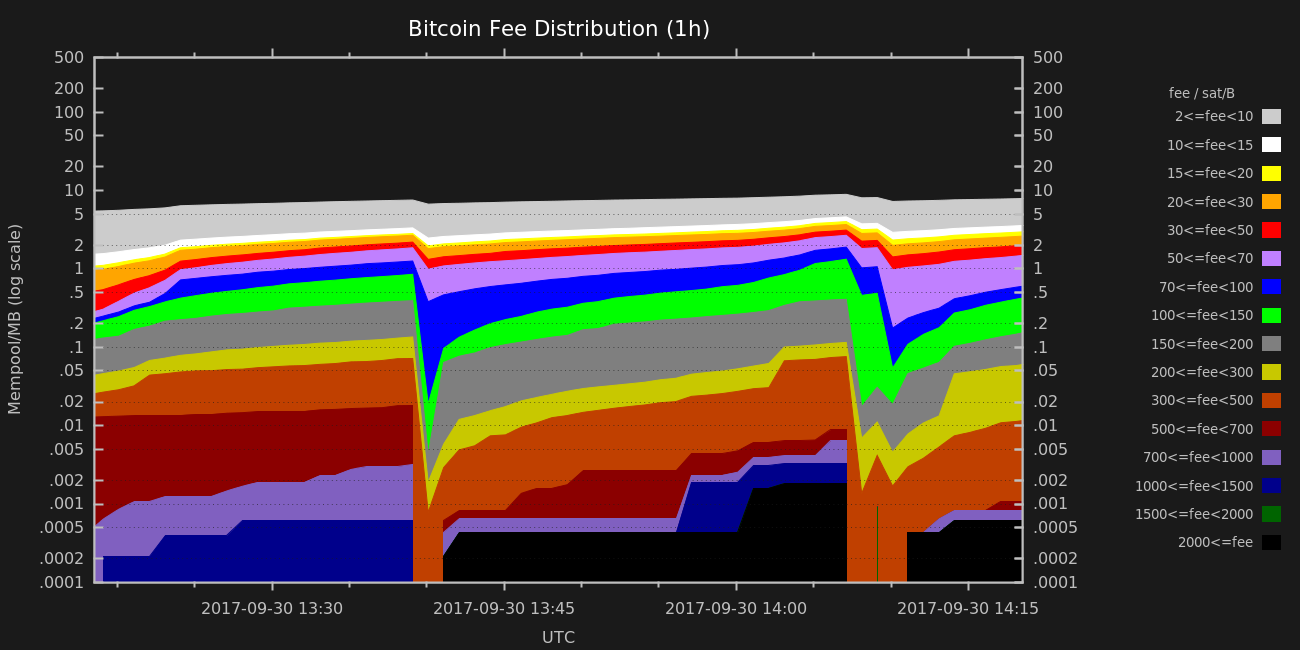 Bitcoin Fee Distribution (1h)
500
200
100
50
20
10
5
2
1
.5
.2
.1
.05
.02
.01
.005
.002
.001
.0005
.0002
.0001
Mempool/MB (log scale)
500
200
100
50
20
10
5
2
1
.5
.2
.1
.05
.02
.01
.005
.002
.001
.0005
.0002
.0001
2017-09-30 13:30
2017-09-30 13:45
2017-09-30 14:00
2017-09-30 14:15
UTC
fee / sat/B
2<=fee<10
10<=fee<15
15<=fee<20
20<=fee<30
30<=fee<50
50<=fee<70
70<=fee<100
100<=fee<150
150<=fee<200
200<=fee<300
300<=fee<500
500<=fee<700
700<=fee<1000
1000<=fee<1500
1500<=fee<2000
2000<=fee